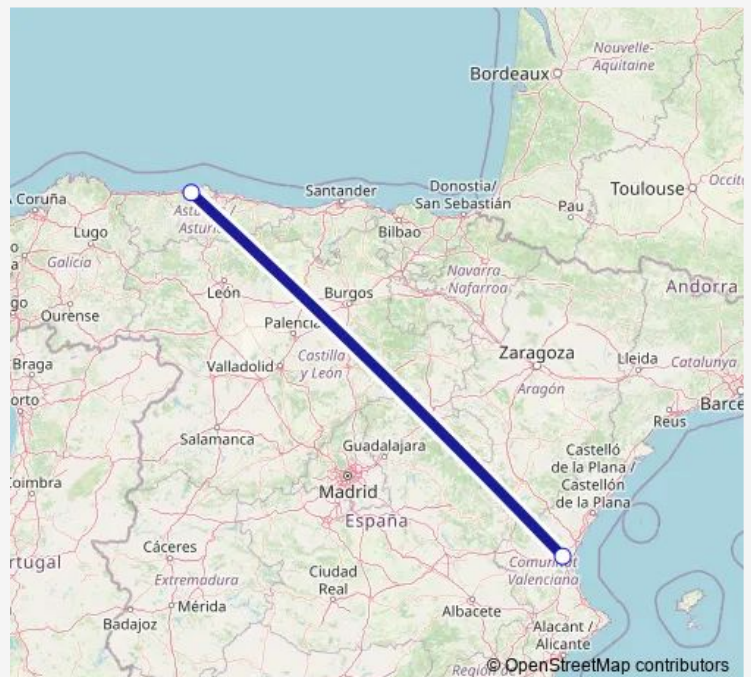 Nouvelle-
Aquitaine
Bordeaux
Toulouse
Occit
Pau
Coruña
Santander
Donostia/
San Sebastián
Lugo
Bilbao
Galicia
Navarra
- Nafarroa
Andorra
León
Burgos
Ourense
Zaragoza
Lleida
Catalunya
Braga
Valladolid
Castilla
y León
Aragón
Barce
Reus
orto
Salamanca
Guadalajara
Castelló
de la Plana /
Castellón
de la Plana
oimbra
Madrid
España
rtugal
Cáceres
Extremadura
Ciudad
Real
Valenciana
Mérida
Badajoz
Albacete
Alacant /
Alicante
© OpenStreetMap contributors